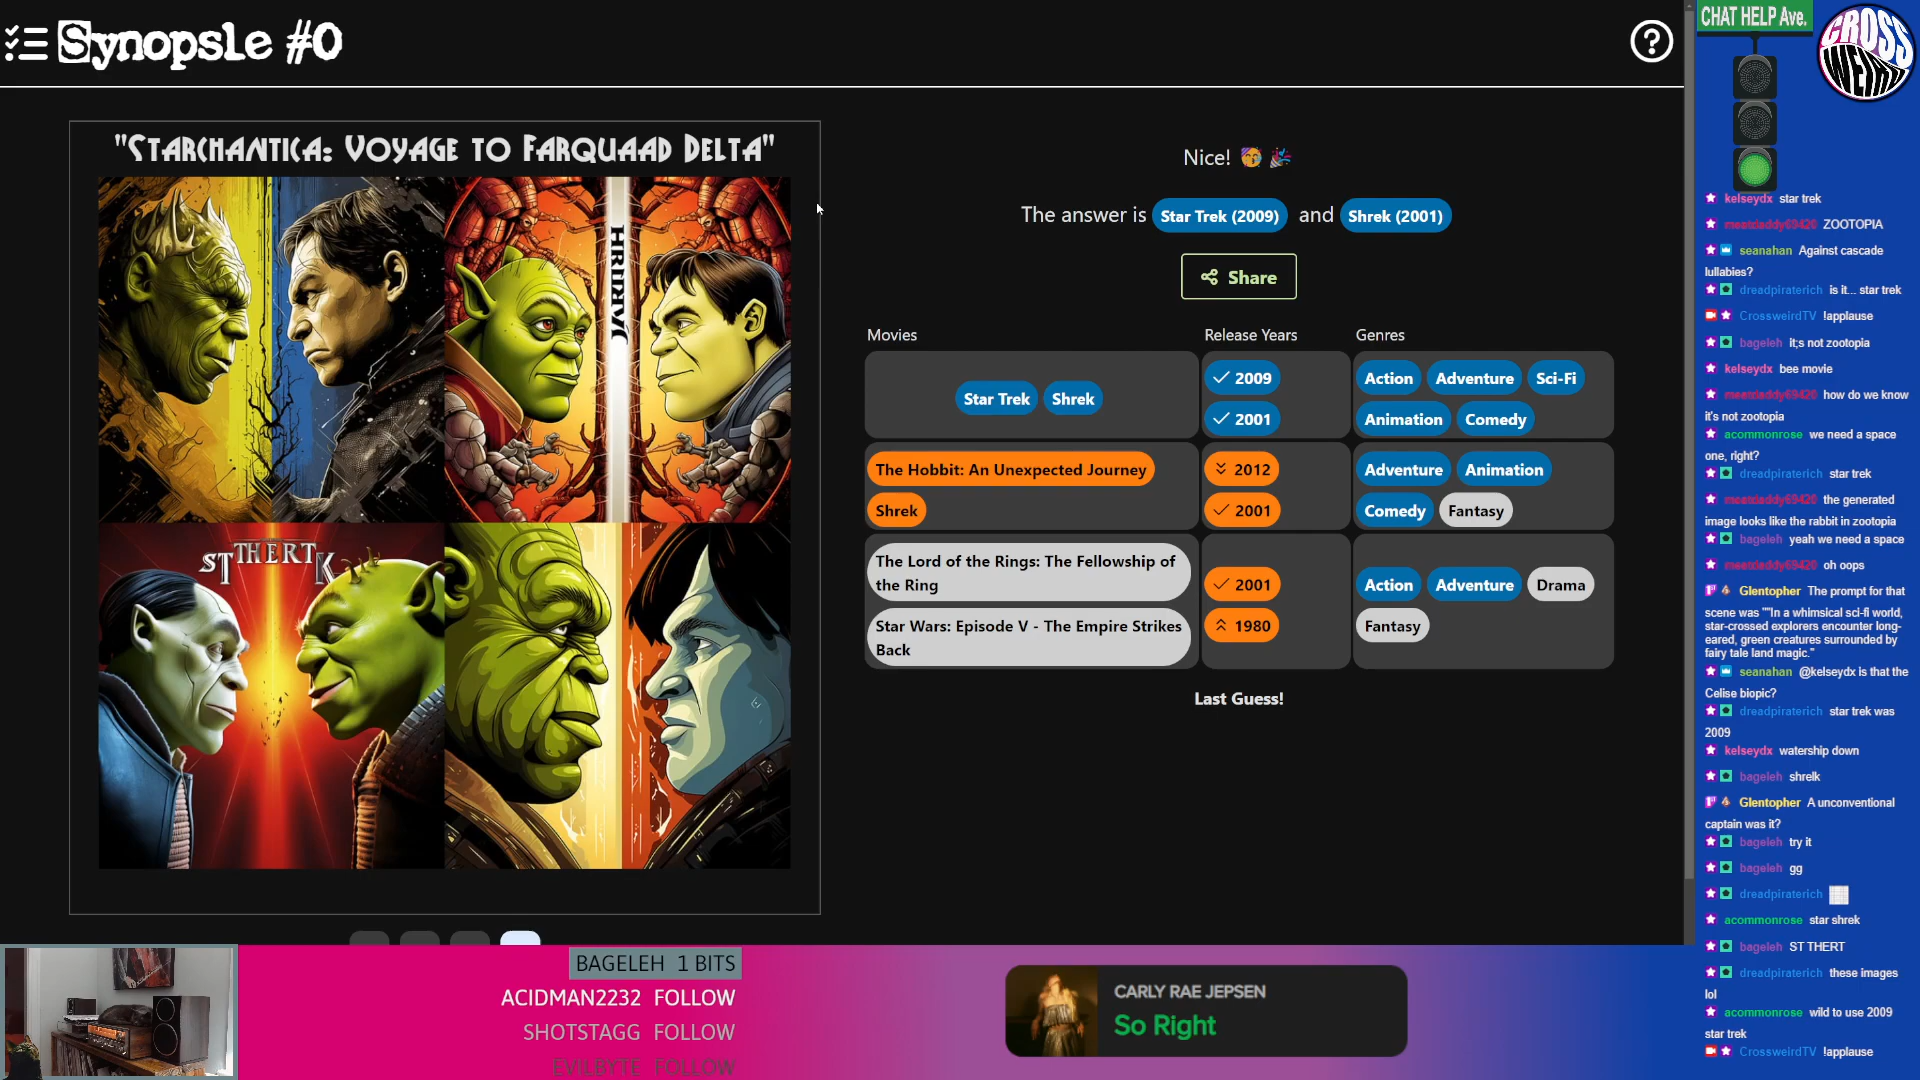 Synopsle #0
"Starchantica: Voyage to Farquaad Delta"
ST THERT K
Nice!
The answer is Star Trek (2009) and Shrek (2001)
Share
Movies Release Years Genres
Star Trek Shrek
2009
2001
Action Adventure Sci-Fi
Animation Comedy
The Hobbit: An Unexpected Journey
Shrek
2012
2001
Adventure Animation
Comedy Fantasy
The Lord of the Rings: The Fellowship of
the Ring
Star Wars: Episode V - The Empire Strikes
Back
2001
1980
Action Adventure Drama
Fantasy
Last Guess!
CHAT HELP Ave.
CROSS
WEIRD
kelseydx star trek
meatdaddy69420 ZOOTOPIA
seanahan Against cascade
lullabies?
dreadpiraterich is it... star trek
CrossweirdTV !applause
bageleh it;s not zootopia
kelseydx bee movie
meatdaddy69420 how do we know
it's not zootopia
acommonrose we need a space
one, right?
dreadpiraterich star trek
meatdaddy69420 the generated
image looks like the rabbit in zootopia
bageleh yeah we need a space
meatdaddy69420 oh oops
Glentopher The prompt for that
scene was ""In a whimsical sci-fi world,
star-crossed explorers encounter long-
eared, green creatures surrounded by
fairy tale land magic."
seanahan @kelseydx is that the
Celise biopic?
dreadpiraterich star trek was
2009
kelseydx watership down
bageleh shrelk
Glentopher A unconventional
captain was it?
bageleh try it
bageleh gg
dreadpiraterich
acommonrose star shrek
bageleh ST THERT
dreadpiraterich these images
lol
acommonrose wild to use 2009
star trek
CrossweirdTV !applause
BAGELEH 1 BITS
ACIDMAN2232 FOLLOW
SHOTSTAGG FOLLOW
EVILBYTE FOLLOW
CARLY RAE JEPSEN
So Right